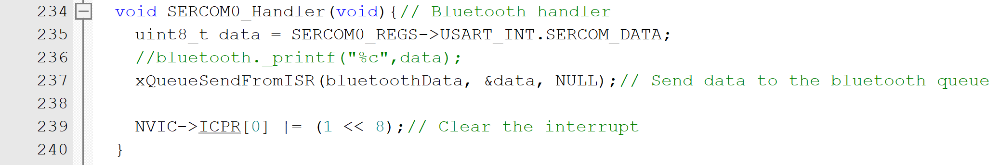 234 void SERCOM0_Handler(void){// Bluetooth handler
235 uint8_t data = SERCOM0_REGS->USART_INT.SERCOM_DATA;
236 //bluetooth._printf("%c",data);
237 xQueueSendFromISR(bluetoothData, &data, NULL);// Send data to the bluetooth queue
238
239 NVIC->ICPR[0] |= (1 << 8);// Clear the interrupt
240 }